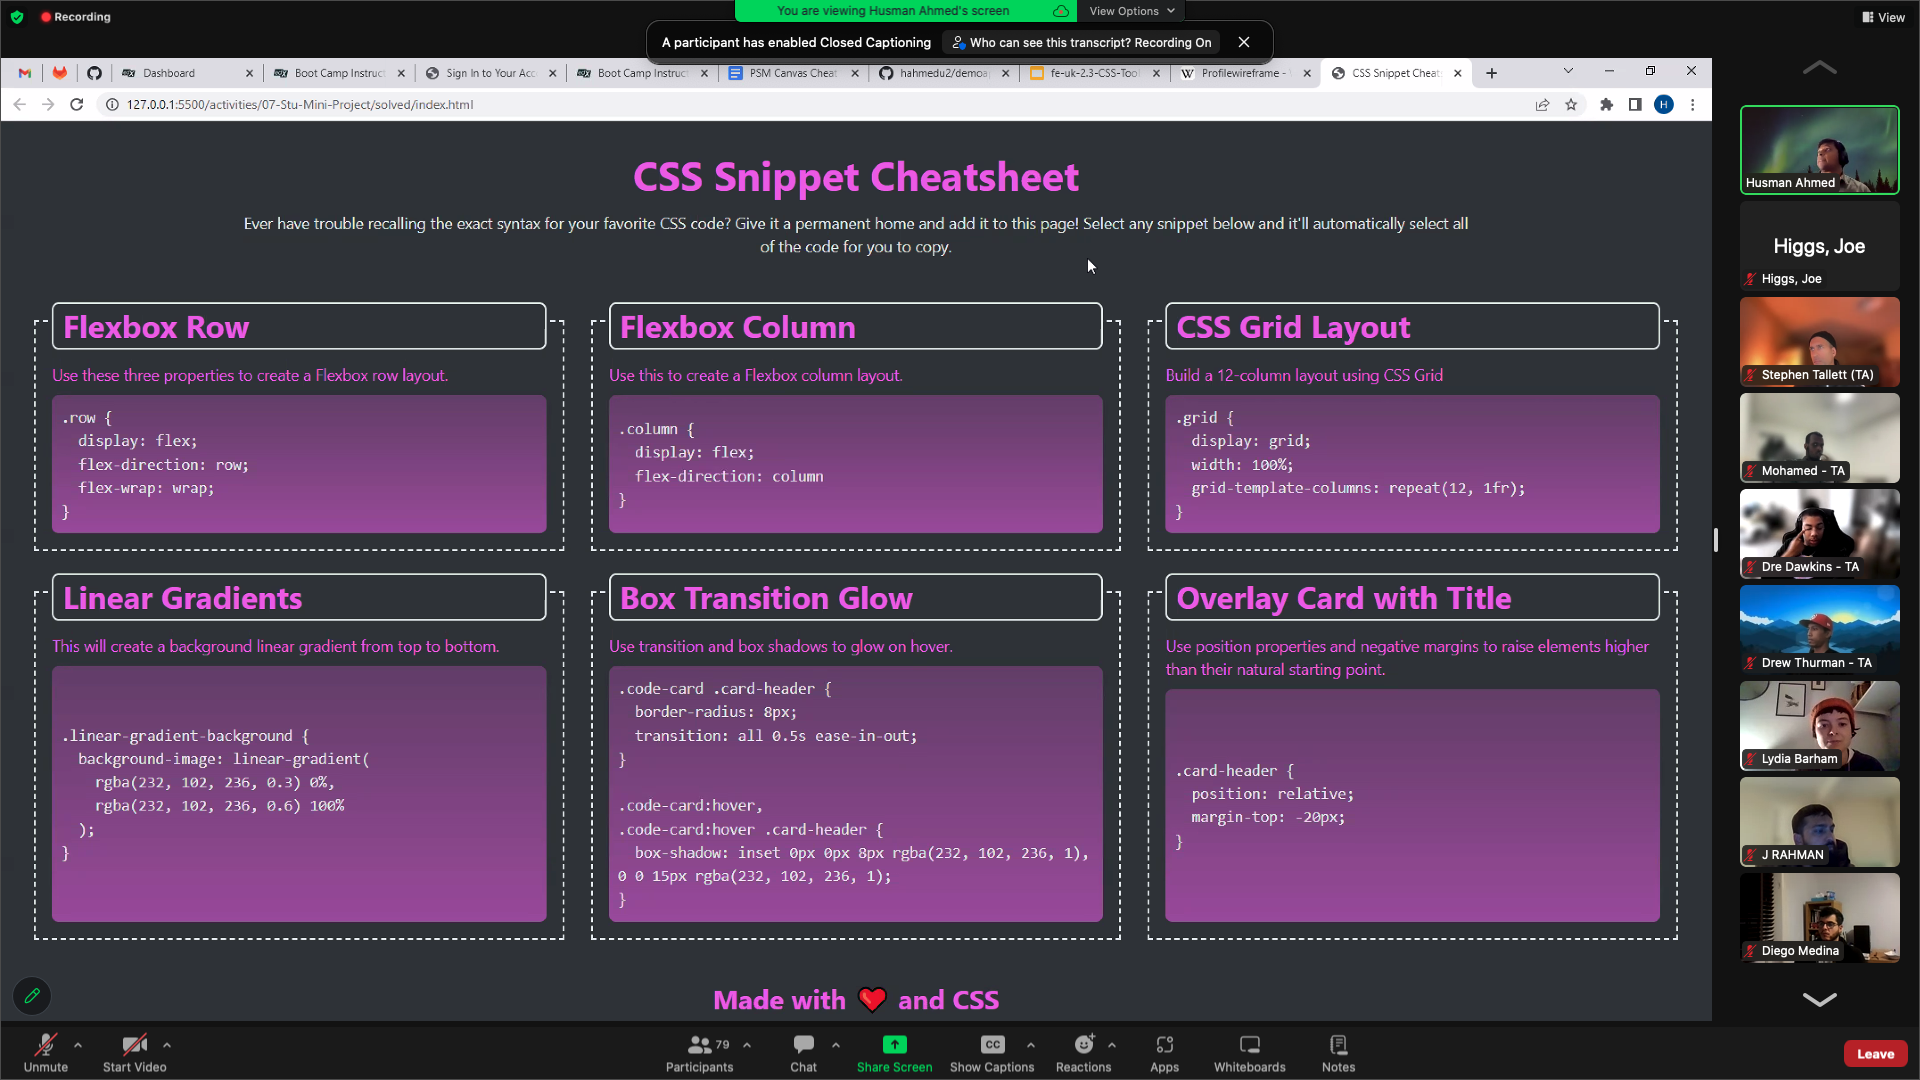 Recording
You are viewing Husman Ahmed's screen
View Options
View
A participant has enabled Closed Captioning
Who can see this transcript? Recording On
Dashboard
Boot Camp Instruct
Sign In to Your Acc
Boot Camp Instruct
PSM Canvas Cheat
hahmedu2/demoa
fe-uk-2.3-CSS-Tool
Profilewireframe -
CSS Snippet Cheat
127.0.0.1:5500/activities/07-Stu-Mini-Project/solved/index.html
H
CSS Snippet Cheatsheet
Ever have trouble recalling the exact syntax for your favorite CSS code? Give it a permanent home and add it to this page! Select any snippet below and it'll automatically select all
of the code for you to copy.
Flexbox Row
Use these three properties to create a Flexbox row layout.
.row {
display: flex;
flex-direction: row;
flex-wrap: wrap;
}
Flexbox Column
Use this to create a Flexbox column layout.
.column {
display: flex;
flex-direction: column
}
CSS Grid Layout
Build a 12-column layout using CSS Grid
.grid {
display: grid;
width: 100%;
grid-template-columns: repeat(12, 1fr);
}
Linear Gradients
This will create a background linear gradient from top to bottom.
.linear-gradient-background {
background-image: linear-gradient(
rgba(232, 102, 236, 0.3) 0%,
rgba(232, 102, 236, 0.6) 100%
);
}
Box Transition Glow
Use transition and box shadows to glow on hover.
.code-card .card-header {
border-radius: 8px;
transition: all 0.5s ease-in-out;
}
.code-card:hover,
.code-card:hover .card-header {
box-shadow: inset 0px 0px 8px rgba(232, 102, 236, 1),
0 0 15px rgba(232, 102, 236, 1);
}
Overlay Card with Title
Use position properties and negative margins to raise elements higher
than their natural starting point.
.card-header {
position: relative;
margin-top: -20px;
}
Made with ❤ and CSS
Husman Ahmed
Higgs, Joe
Higgs, Joe
Stephen Tallett (TA)
Mohamed - TA
Dre Dawkins - TA
Drew Thurman - TA
Lydia Barham
J RAHMAN
Diego Medina
Unmute
Start Video
79
Participants
Chat
Share Screen
CC
Show Captions
Reactions
Apps
Whiteboards
Notes
Leave